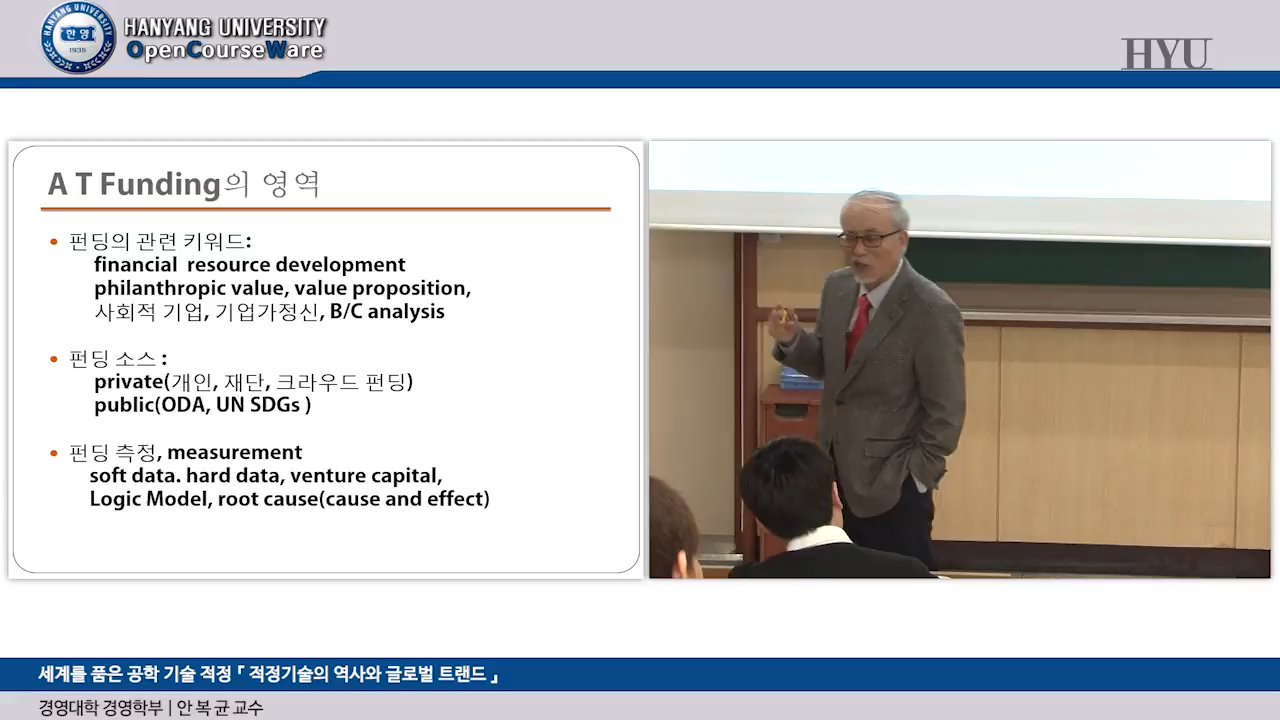 HANYANG UNIVERSITY
한양
1939
HANYANG UNIVERSITY
OpenCourseWare
HYU
A T Funding의 영역
• 펀딩의 관련 키워드:
financial resource development
philanthropic value, value proposition,
사회적 기업, 기업가정신, B/C analysis
• 펀딩 소스 :
private(개인, 재단, 크라우드 펀딩)
public(ODA, UN SDGs )
• 펀딩 측정, measurement
soft data. hard data, venture capital,
Logic Model, root cause(cause and effect)
세계를 품은 공학 기술 적정 「 적정기술의 역사와 글로벌 트랜드 」
경영대학 경영학부 | 안 복 균 교수